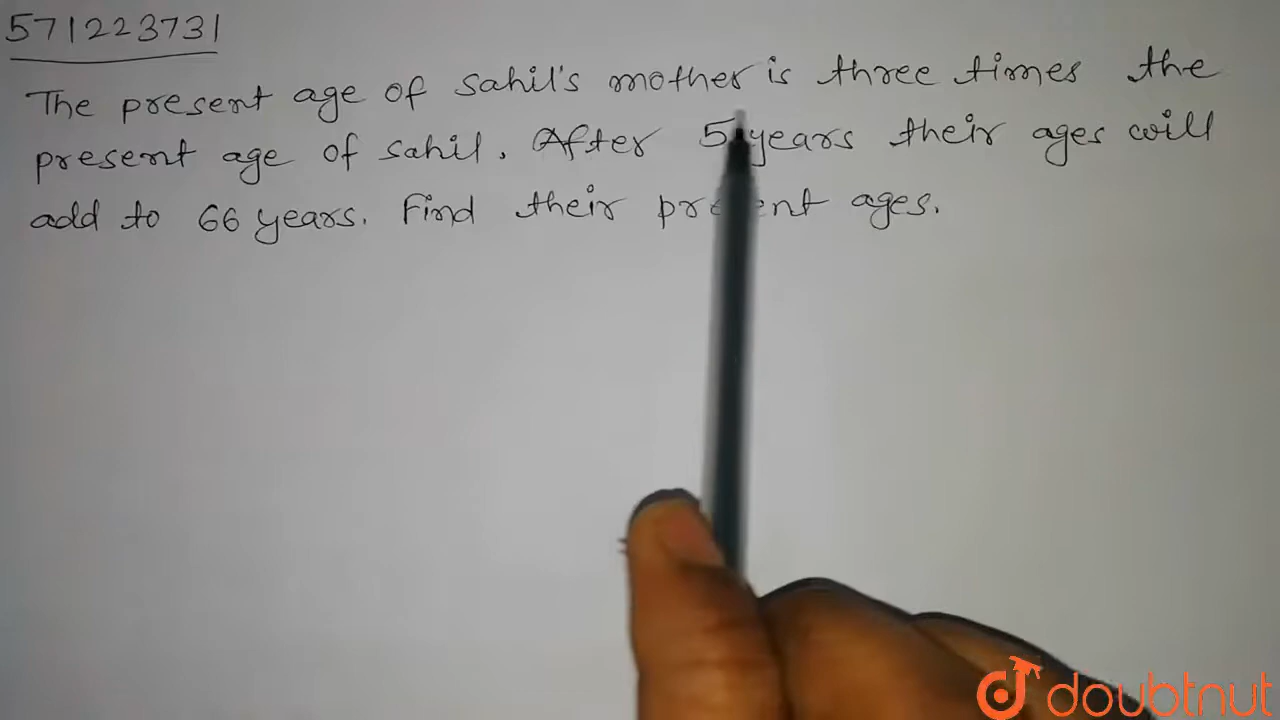 571223731
The present age of Sahil's mother is three times the
present age of Sahil. After 5 years their ages will
add to 66 years. Find their present ages.
doubtnut